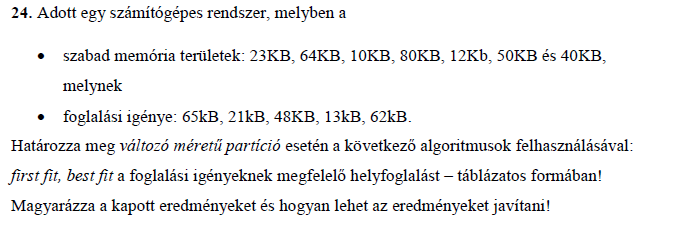 24. Adott egy számítógépes rendszer, melyben a
• szabad memória területek: 23KB, 64KB, 10KB, 80KB, 12Kb, 50KB és 40KB,
melynek
• foglalási igénye: 65kB, 21kB, 48KB, 13kB, 62kB.
Határozza meg változó méretű partíció esetén a következő algoritmusok felhasználásával:
first fit, best fit a foglalási igényeknek megfelelő helyfoglalást – táblázatos formában!
Magyarázza a kapott eredményeket és hogyan lehet az eredményeket javítani!